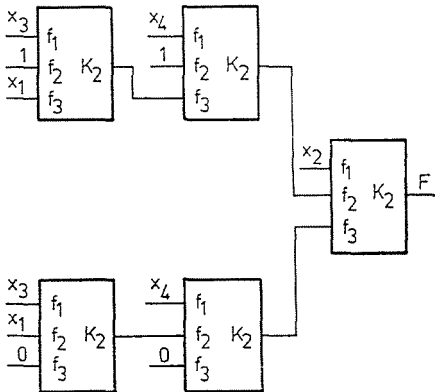 x3 f1 x4 f1
1 f2 K2 1 f2 K2
x1 f3 f3
x2 f1
f2 K2 F
f3
x3 f1 x4 f1
x1 f2 K2 f2 K2
0 f3 0 f3